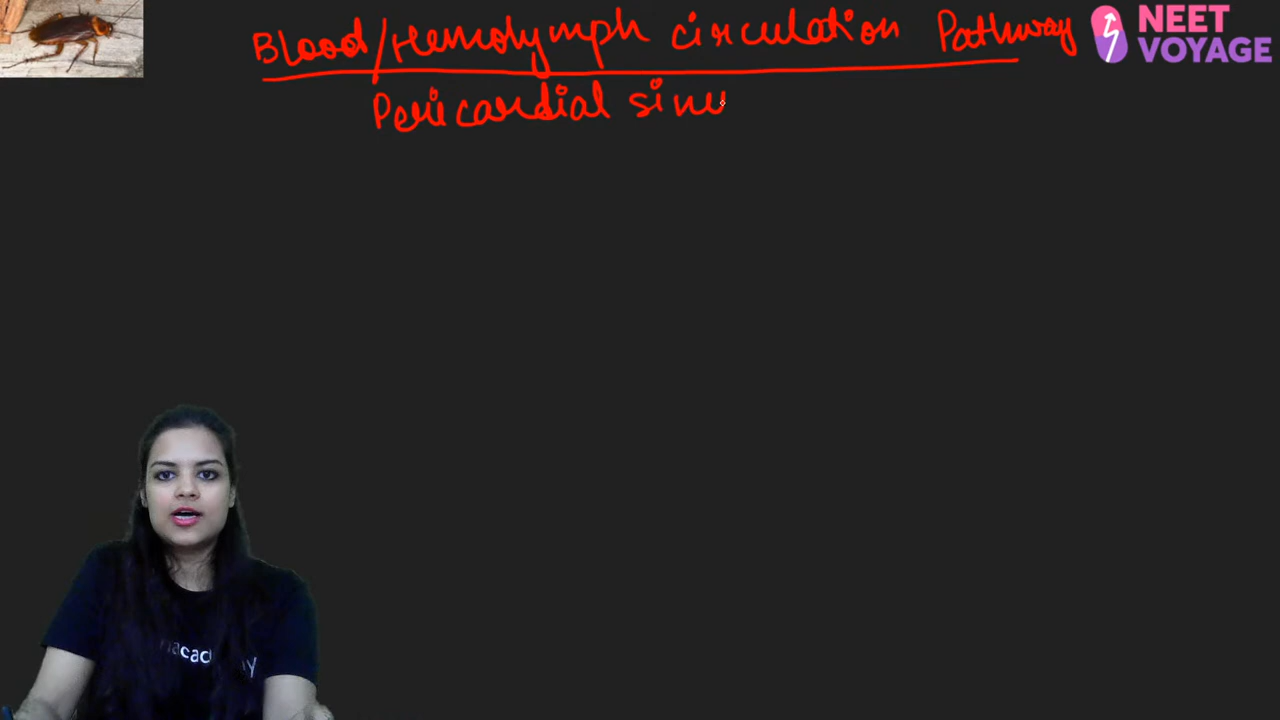 Blood/Hemolymph circulation Pathway
NEET
VOYAGE
Pericardial sinu